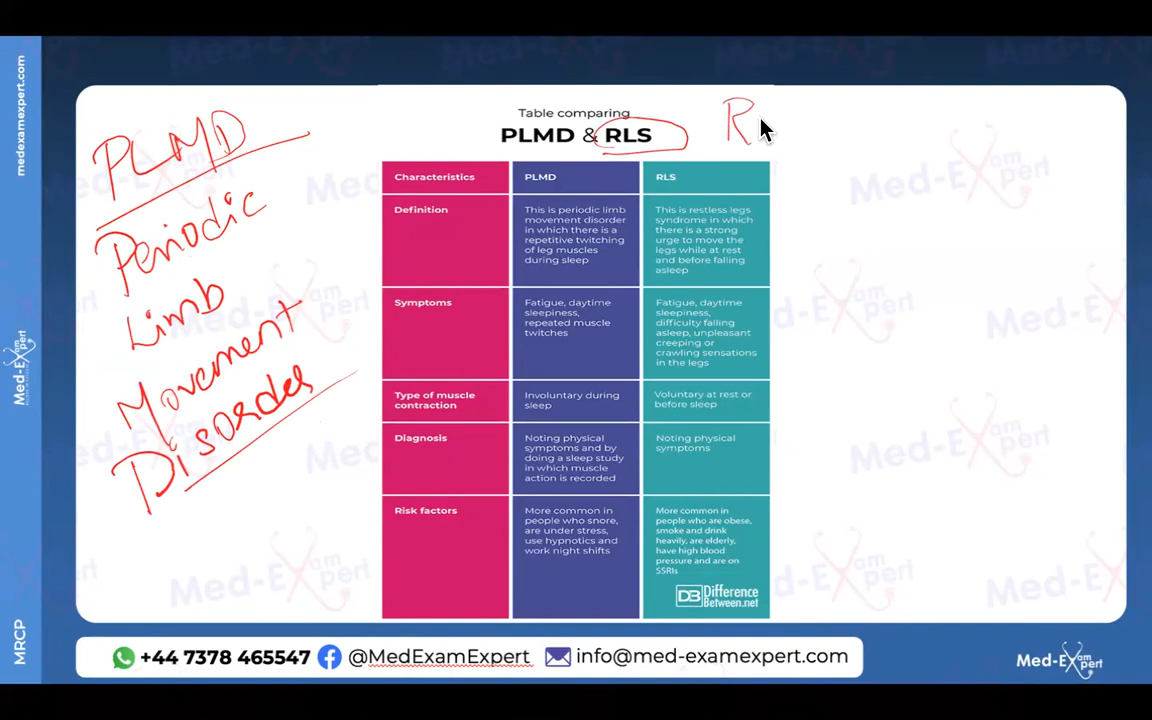 medexamexpert.com
Med-Exam Expert
MRCP
PLMD
Periodic
Limb
Movement
Disorder
Table comparing
PLMD & RLS
R
Characteristics
PLMD
RLS
Definition
This is periodic limb
movement disorder
in which there is a
repetitive twitching
of leg muscles
during sleep
This is restless legs
syndrome in which
there is a strong
urge to move the
legs while at rest
and before falling
asleep
Symptoms
Fatigue, daytime
sleepiness,
repeated muscle
twitches
Fatigue, daytime
sleepiness,
difficulty falling
asleep, unpleasant
creeping or
crawling sensations
in the legs
Type of muscle
contraction
Involuntary during
sleep
Voluntary at rest or
before sleep
Diagnosis
Noting physical
symptoms and by
doing a sleep study
in which muscle
action is recorded
Noting physical
symptoms
Risk factors
More common in
people who snore,
are under stress,
use hypnotics and
work night shifts
More common in
people who are obese,
smoke and drink
heavily, are elderly,
have high blood
pressure and are on
SSRIs
DB Difference
Between.net
+44 7378 465547 @MedExamExpert info@med-examexpert.com
Med-Exam Expert